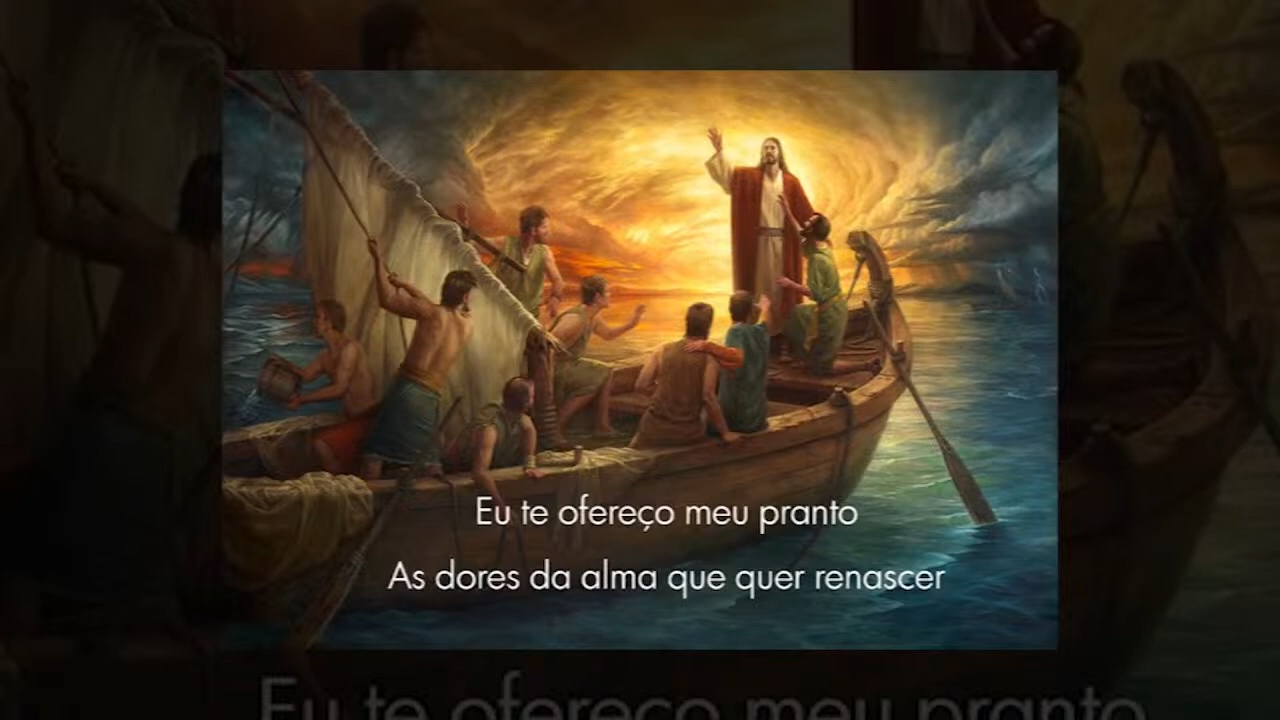 Eu te ofereço meu pranto
As dores da alma que quer renascer
Eu te ofereço meu pranto